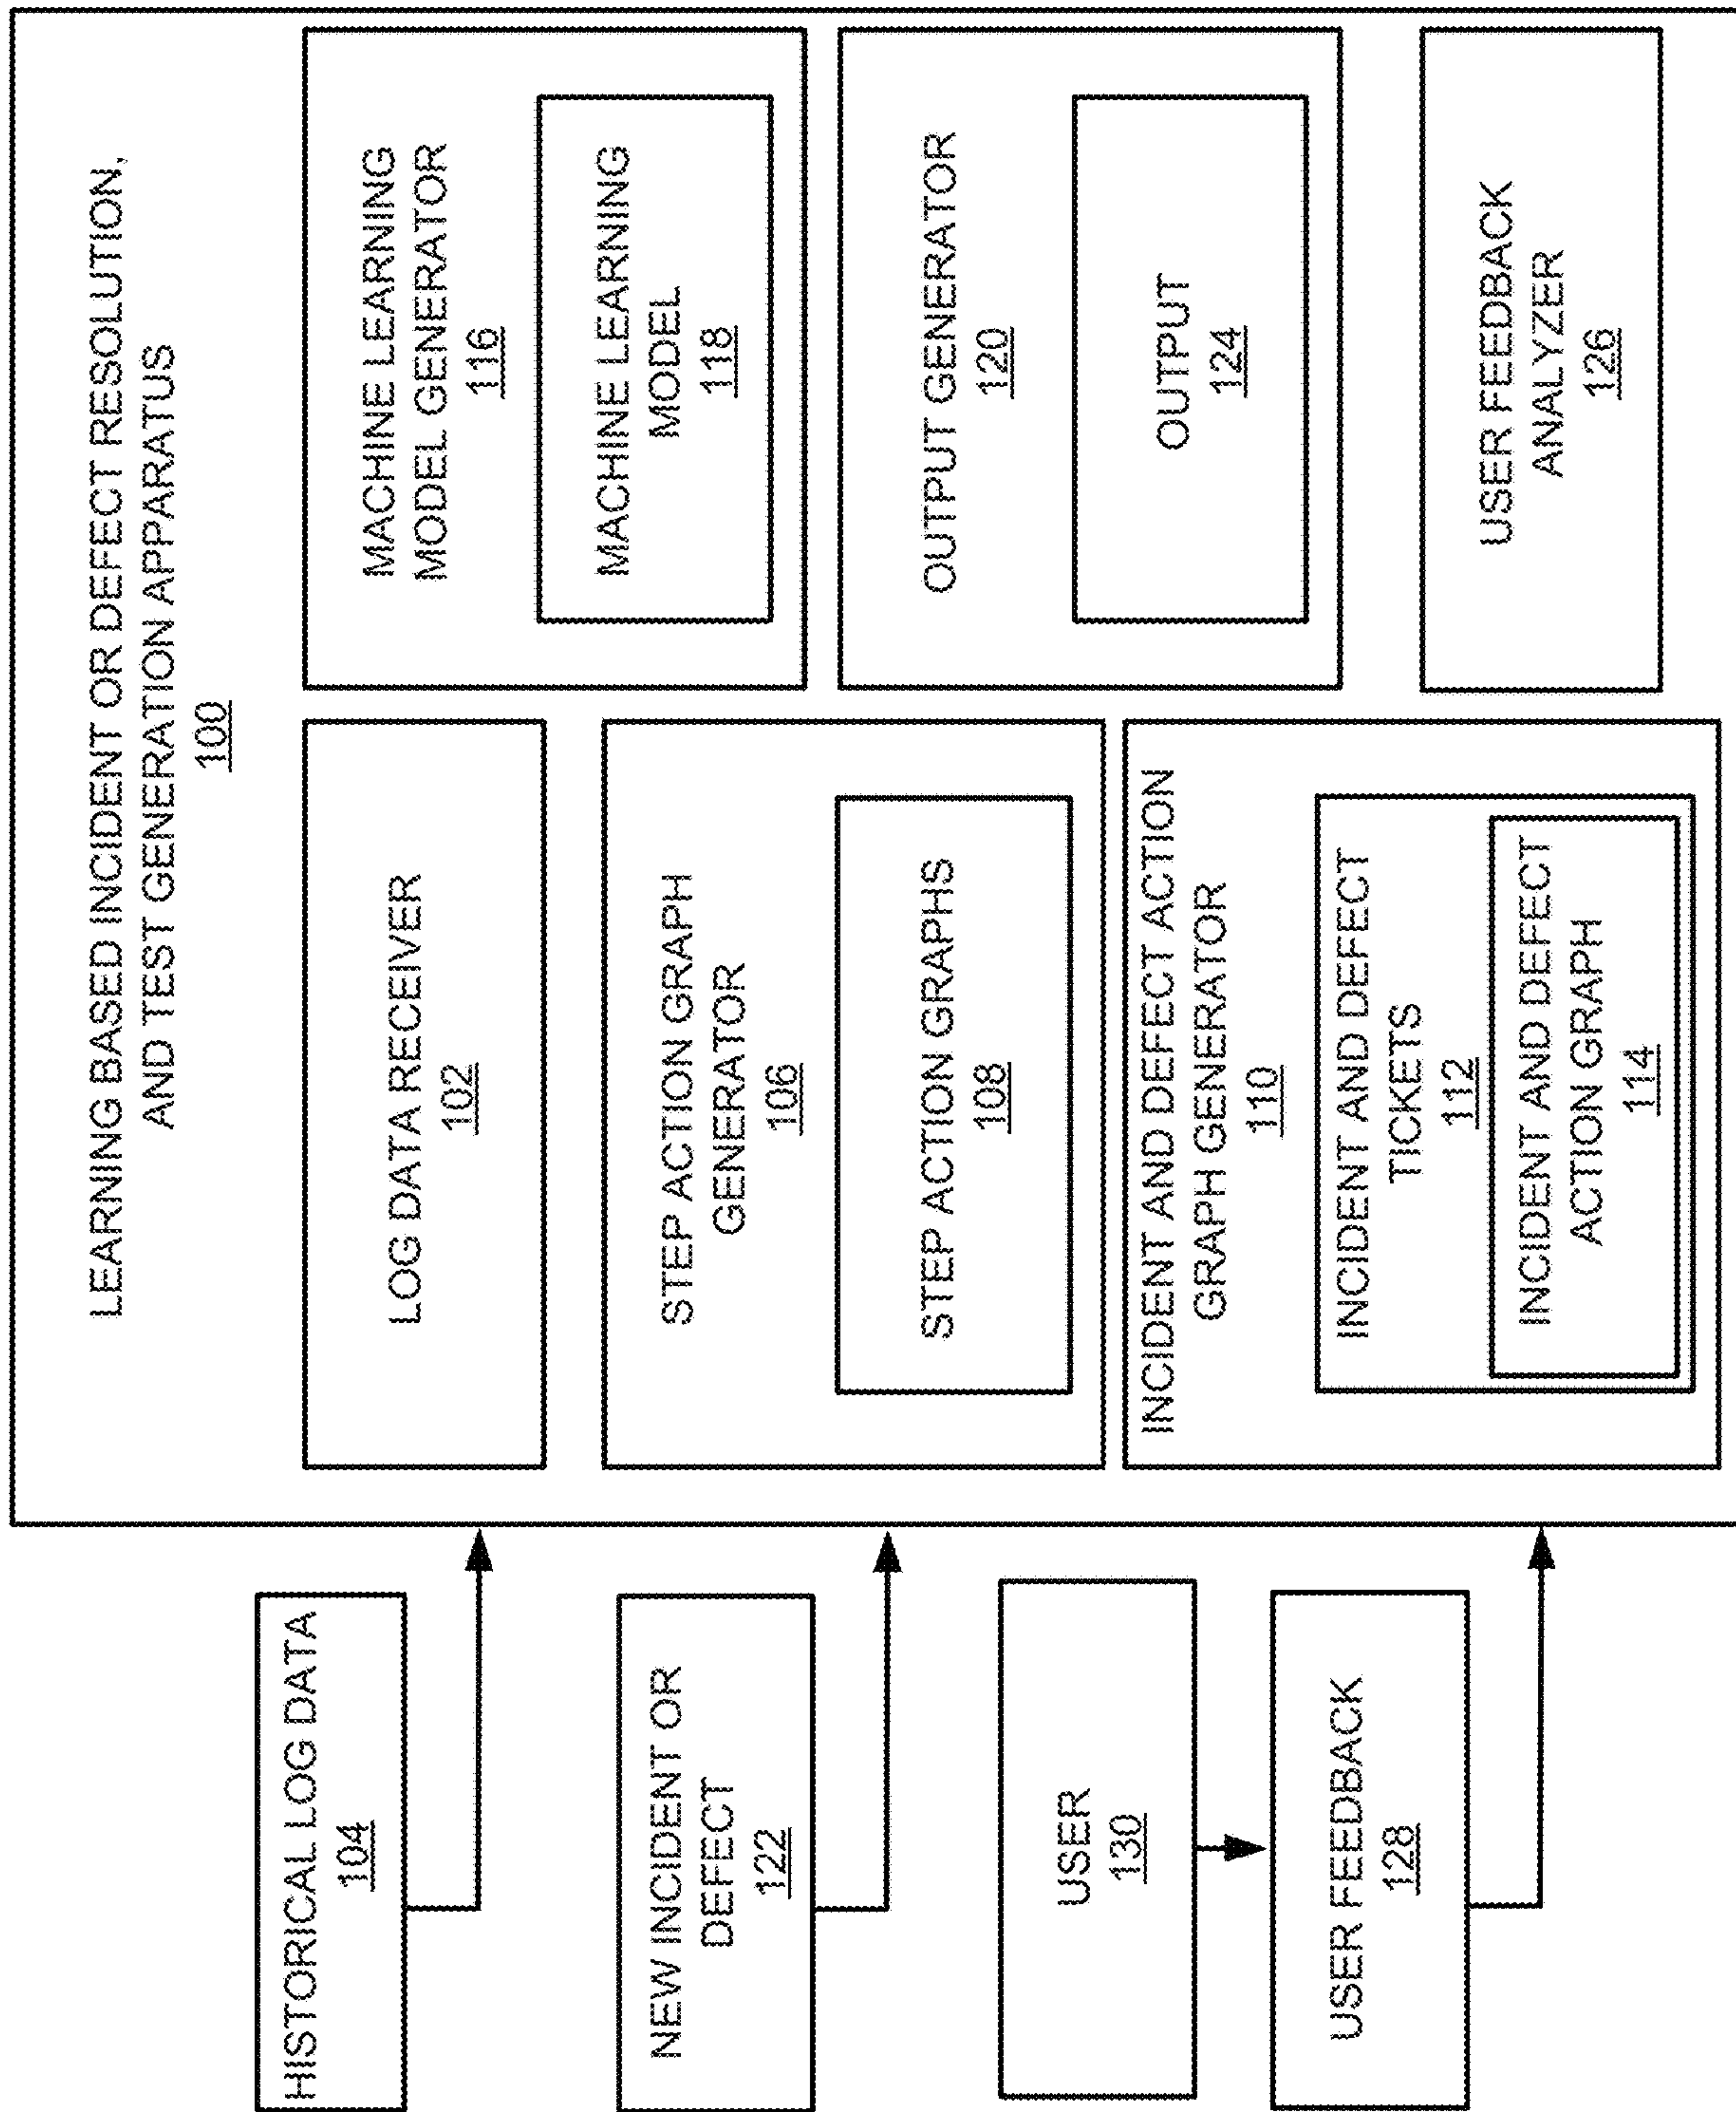 LEARNING BASED INCIDENT OR DEFECT RESOLUTION,
AND TEST GENERATION APPARATUS
100
HISTORICAL LOG DATA
104
NEW INCIDENT OR
DEFECT
122
USER
130
USER FEEDBACK
128
LOG DATA RECEIVER
102
STEP ACTION GRAPH
GENERATOR
106
STEP ACTION GRAPHS
108
INCIDENT AND DEFECT ACTION
GRAPH GENERATOR
110
INCIDENT AND DEFECT
TICKETS
112
INCIDENT AND DEFECT
ACTION GRAPH
114
MACHINE LEARNING
MODEL GENERATOR
116
MACHINE LEARNING
MODEL
118
OUTPUT GENERATOR
120
OUTPUT
124
USER FEEDBACK
ANALYZER
126